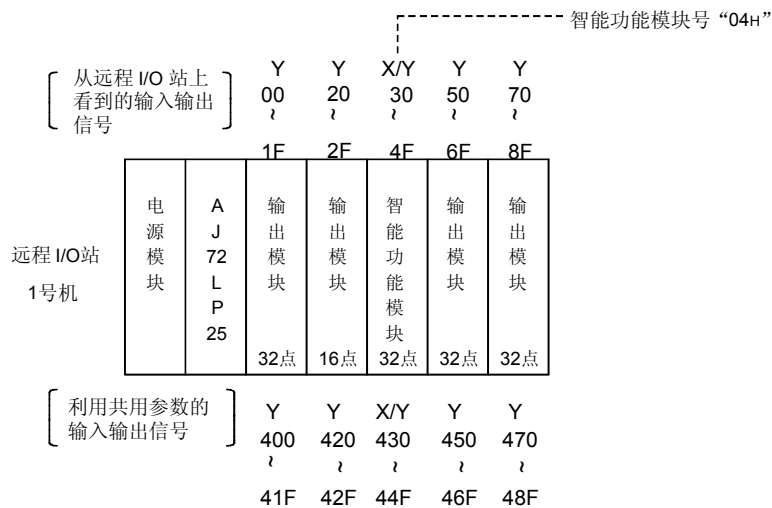 智能功能模块号“04H”
从远程 I/O 站上
看到的输入输出
信号
Y Y X/Y Y Y
00 20 30 50 70
~ ~ ~ ~ ~
1F 2F 4F 6F 8F
远程 I/O站
1号机
电源模块
AJ72LP25
输出模块
32点
输出模块
16点
智能功能模块
32点
输出模块
32点
输出模块
32点
利用共用参数的
输入输出信号
Y Y X/Y Y Y
400 420 430 450 470
~ ~ ~ ~ ~
41F 42F 44F 46F 48F